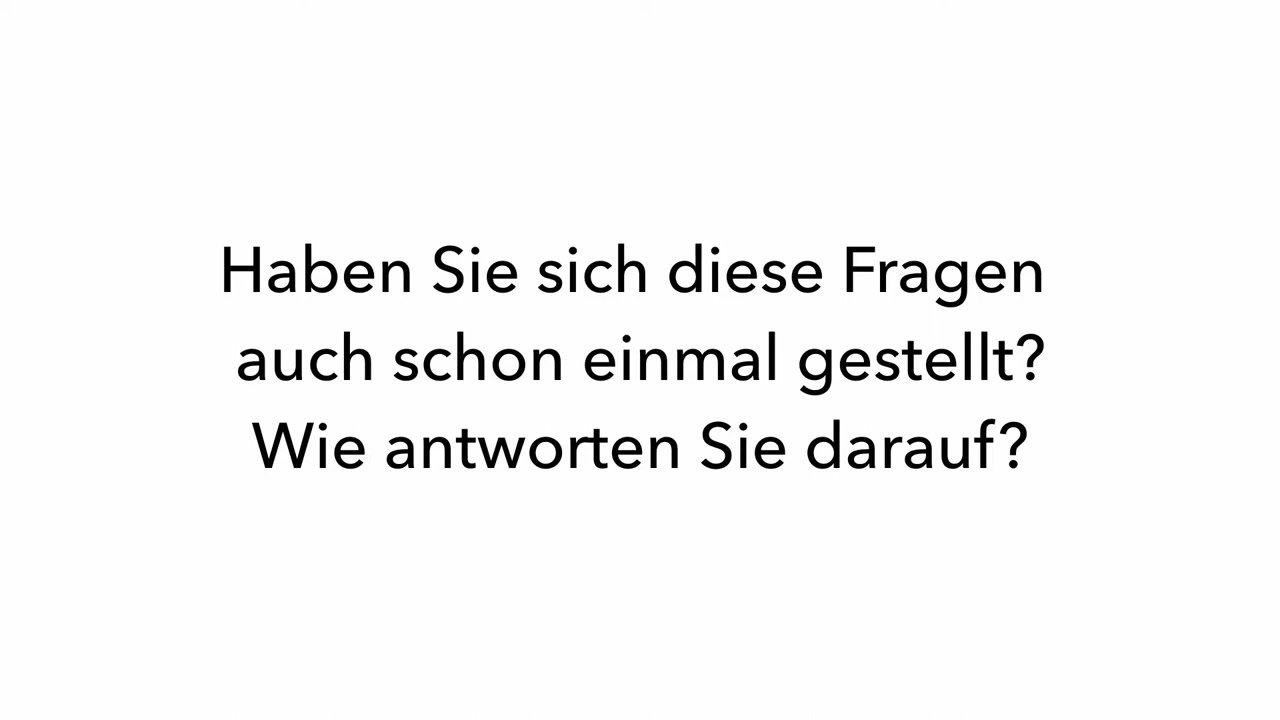 Haben Sie sich diese Fragen
auch schon einmal gestellt?
Wie antworten Sie darauf?